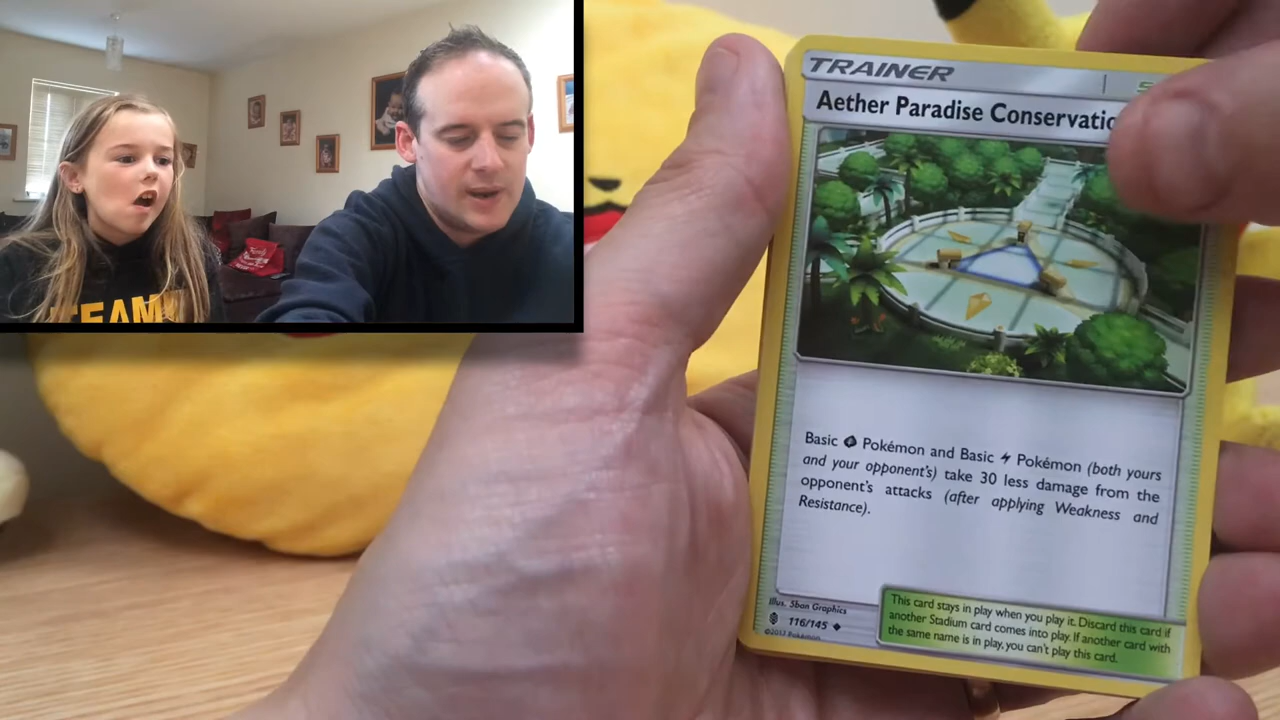 TEAM
TRAINER
Aether Paradise Conservatio
Basic Pokémon and Basic Pokémon (both yours
and your opponent's) take 30 less damage from the
opponent's attacks (after applying Weakness and
Resistance).
Illus. 5ban Graphics
116/145
©2017 Pokémon
This card stays in play when you play it. Discard this card if
another Stadium card comes into play. If another card with
the same name is in play, you can't play this card.